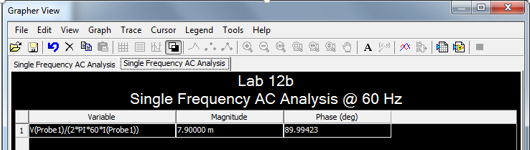 Grapher View
File Edit View Graph Trace Cursor Legend Tools Help
Single Frequency AC Analysis Single Frequency AC Analysis
Lab 12b
Single Frequency AC Analysis @ 60 Hz
Variable Magnitude Phase (deg)
1 V(Probe1)/(2*PI*60*I(Probe1)) 7.90000 m 89.99423